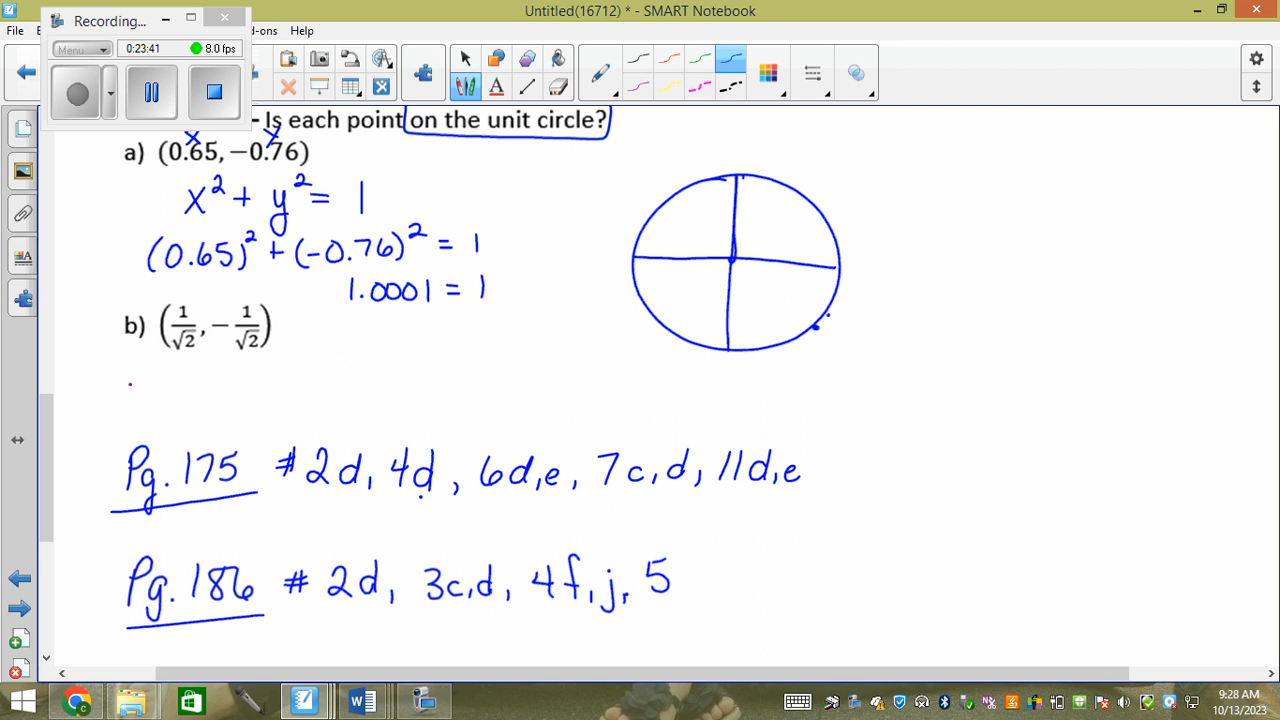 Untitled(16712) * - SMART Notebook
Recording...
File
d-ons
Help
Menu
0:23:41
8.0 fps
- Is each point on the unit circle?
x y
a) (0.65, −0.76)
x² + y² = 1
(0.65)² + (-0.76)² = 1
1.0001 = 1
b) (1/√2, −1/√2)
Pg. 175 # 2d, 4d, 6d,e, 7c,d, 11d,e
Pg. 186 # 2d, 3c,d, 4f,j, 5
9:28 AM
10/13/2023